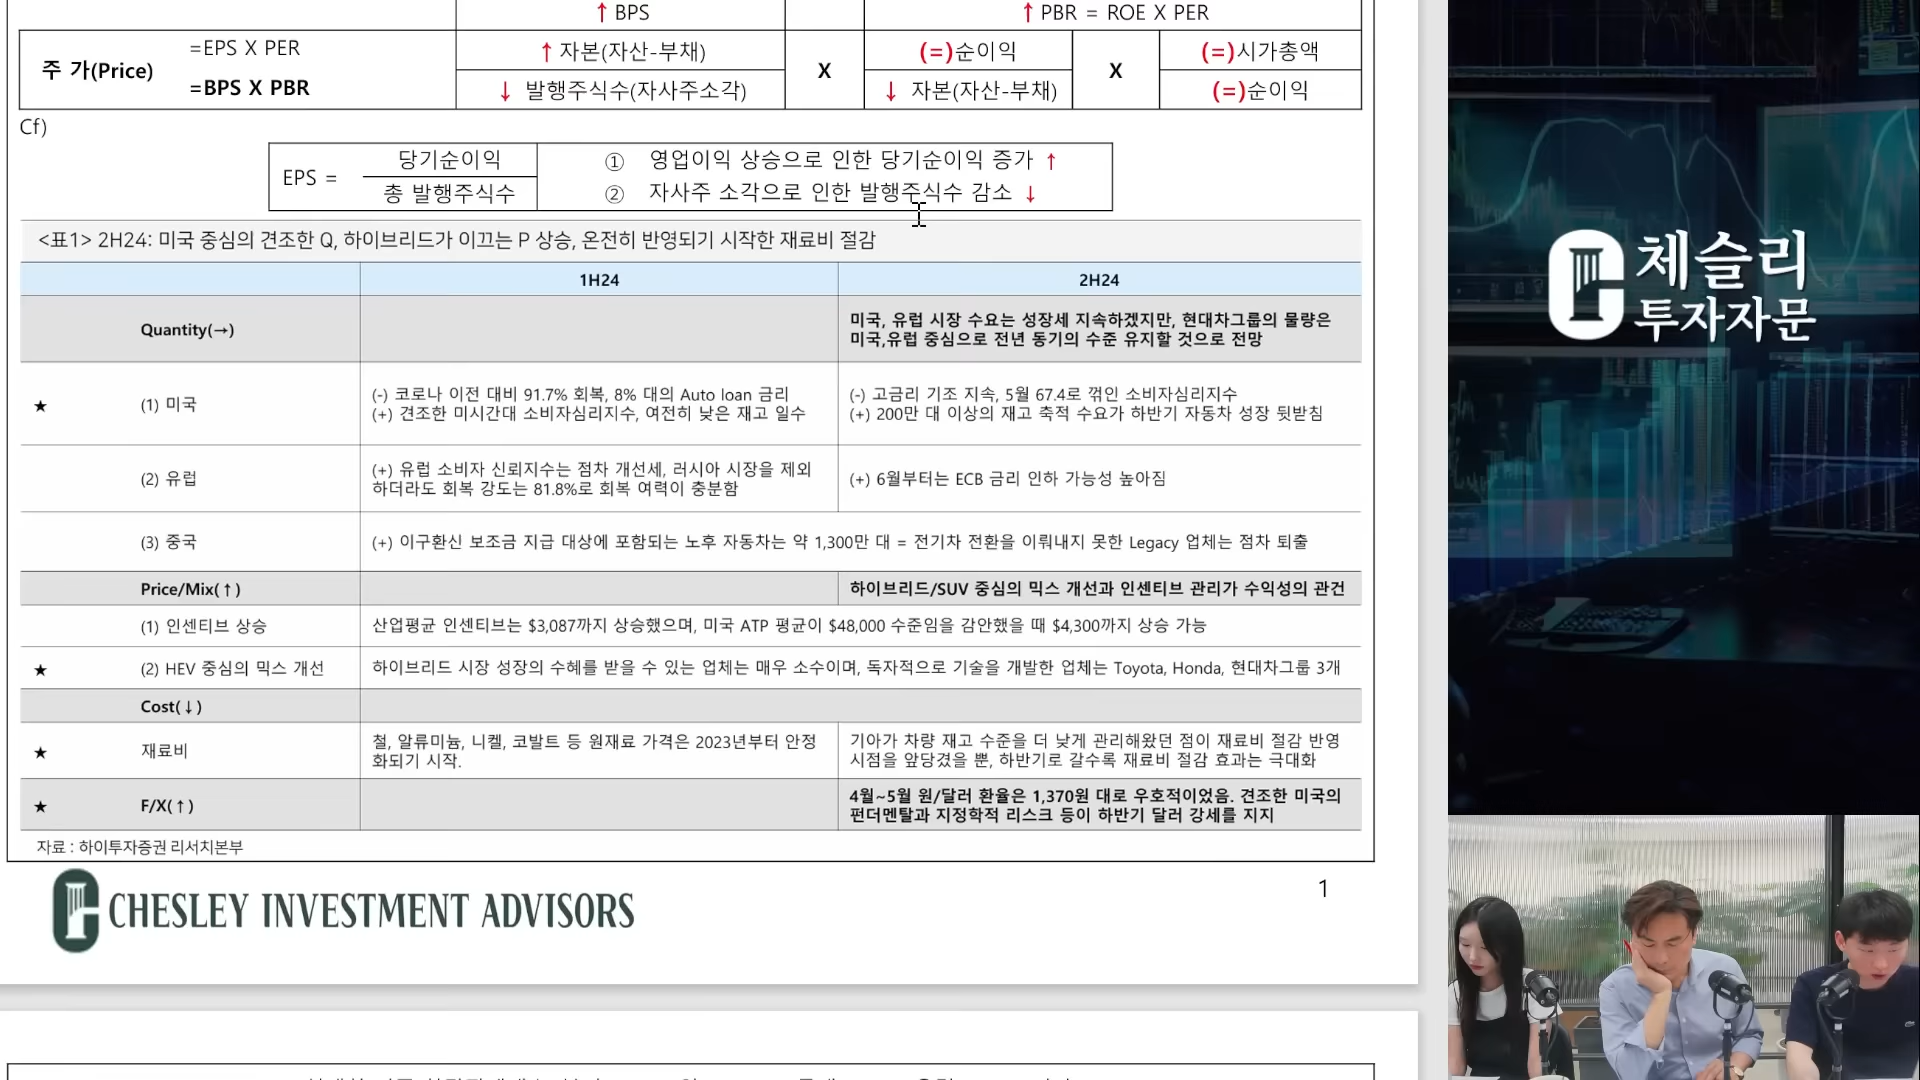 ↑ BPS
↑ PBR = ROE X PER
주 가(Price)
=EPS X PER
=BPS X PBR
↑ 자본(자산-부채)
↓ 발행주식수(자사주소각)
X
(=)순이익
↓ 자본(자산-부채)
X
(=)시가총액
(=)순이익
Cf)
EPS =
당기순이익
총 발행주식수
① 영업이익 상승으로 인한 당기순이익 증가 ↑
② 자사주 소각으로 인한 발행주식수 감소 ↓
<표1> 2H24: 미국 중심의 견조한 Q, 하이브리드가 이끄는 P 상승, 온전히 반영되기 시작한 재료비 절감
1H24
2H24
Quantity(→)
미국, 유럽 시장 수요는 성장세 지속하겠지만, 현대차그룹의 물량은
미국,유럽 중심으로 전년 동기의 수준 유지할 것으로 전망
★
(1) 미국
(-) 코로나 이전 대비 91.7% 회복, 8% 대의 Auto loan 금리
(+) 견조한 미시간대 소비자심리지수, 여전히 낮은 재고 일수
(-) 고금리 기조 지속, 5월 67.4로 꺾인 소비자심리지수
(+) 200만 대 이상의 재고 축적 수요가 하반기 자동차 성장 뒷받침
(2) 유럽
(+) 유럽 소비자 신뢰지수는 점차 개선세, 러시아 시장을 제외
하더라도 회복 강도는 81.8%로 회복 여력이 충분함
(+) 6월부터는 ECB 금리 인하 가능성 높아짐
(3) 중국
(+) 이구환신 보조금 지급 대상에 포함되는 노후 자동차는 약 1,300만 대 = 전기차 전환을 이뤄내지 못한 Legacy 업체는 점차 퇴출
Price/Mix(↑)
하이브리드/SUV 중심의 믹스 개선과 인센티브 관리가 수익성의 관건
(1) 인센티브 상승
산업평균 인센티브는 $3,087까지 상승했으며, 미국 ATP 평균이 $48,000 수준임을 감안했을 때 $4,300까지 상승 가능
★
(2) HEV 중심의 믹스 개선
하이브리드 시장 성장의 수혜를 받을 수 있는 업체는 매우 소수이며, 독자적으로 기술을 개발한 업체는 Toyota, Honda, 현대차그룹 3개
Cost(↓)
★
재료비
철, 알류미늄, 니켈, 코발트 등 원재료 가격은 2023년부터 안정
화되기 시작.
기아가 차량 재고 수준을 더 낮게 관리해왔던 점이 재료비 절감 반영
시점을 앞당겼을 뿐, 하반기로 갈수록 재료비 절감 효과는 극대화
★
F/X(↑)
4월~5월 원/달러 환율은 1,370원 대로 우호적이었음. 견조한 미국의
펀더멘탈과 지정학적 리스크 등이 하반기 달러 강세를 지지
자료 : 하이투자증권 리서치본부
CHESLEY INVESTMENT ADVISORS
1
체슬리
투자자문